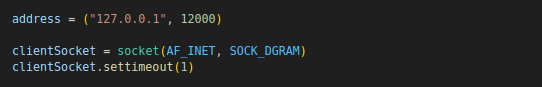 address = ("127.0.0.1", 12000)
clientSocket = socket(AF_INET, SOCK_DGRAM)
clientSocket.settimeout(1)